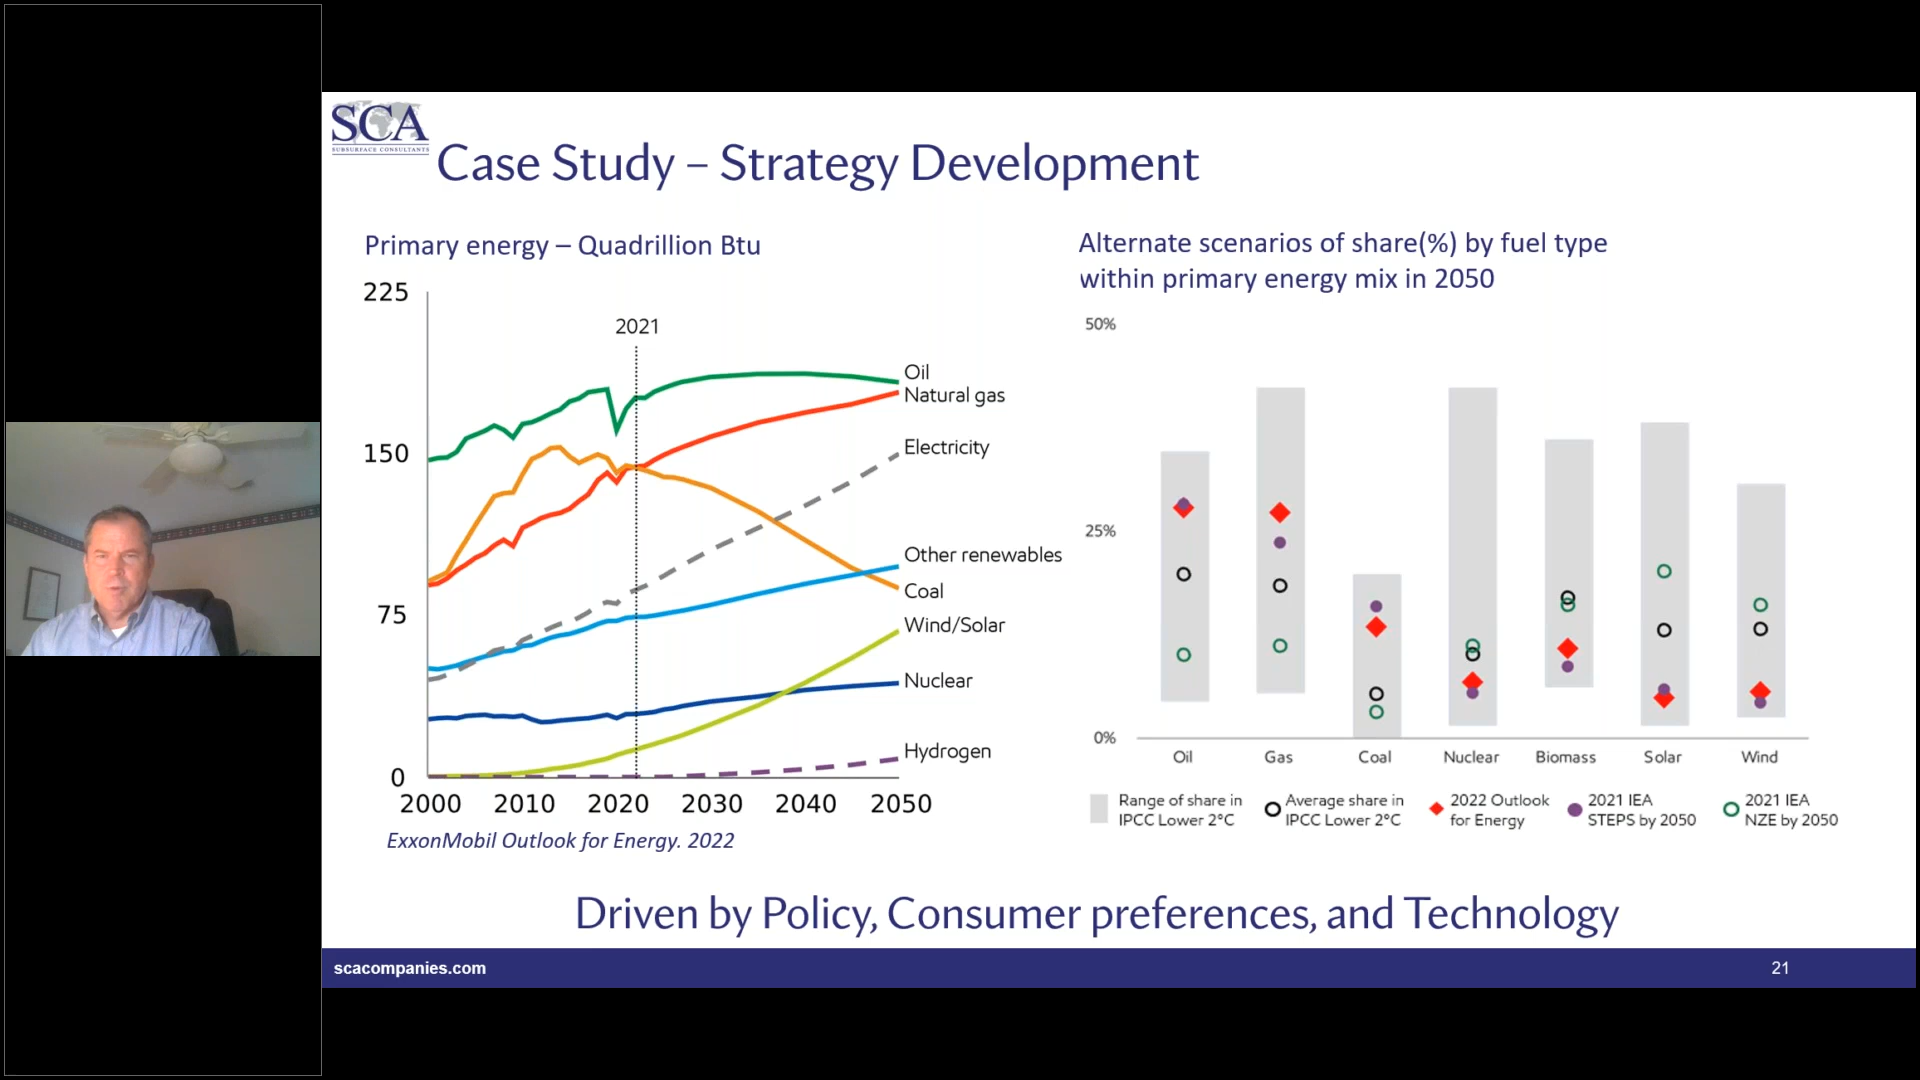 SCA
SUBSURFACE CONSULTANTS
Case Study – Strategy Development
Primary energy – Quadrillion Btu
225
150
75
0
2021
Oil
Natural gas
Electricity
Other renewables
Coal
Wind/Solar
Nuclear
Hydrogen
2000 2010 2020 2030 2040 2050
ExxonMobil Outlook for Energy. 2022
Alternate scenarios of share(%) by fuel type
within primary energy mix in 2050
50%
25%
0%
Oil Gas Coal Nuclear Biomass Solar Wind
Range of share in
IPCC Lower 2°C
Average share in
IPCC Lower 2°C
2022 Outlook
for Energy
2021 IEA
STEPS by 2050
2021 IEA
NZE by 2050
Driven by Policy, Consumer preferences, and Technology
scacompanies.com
21